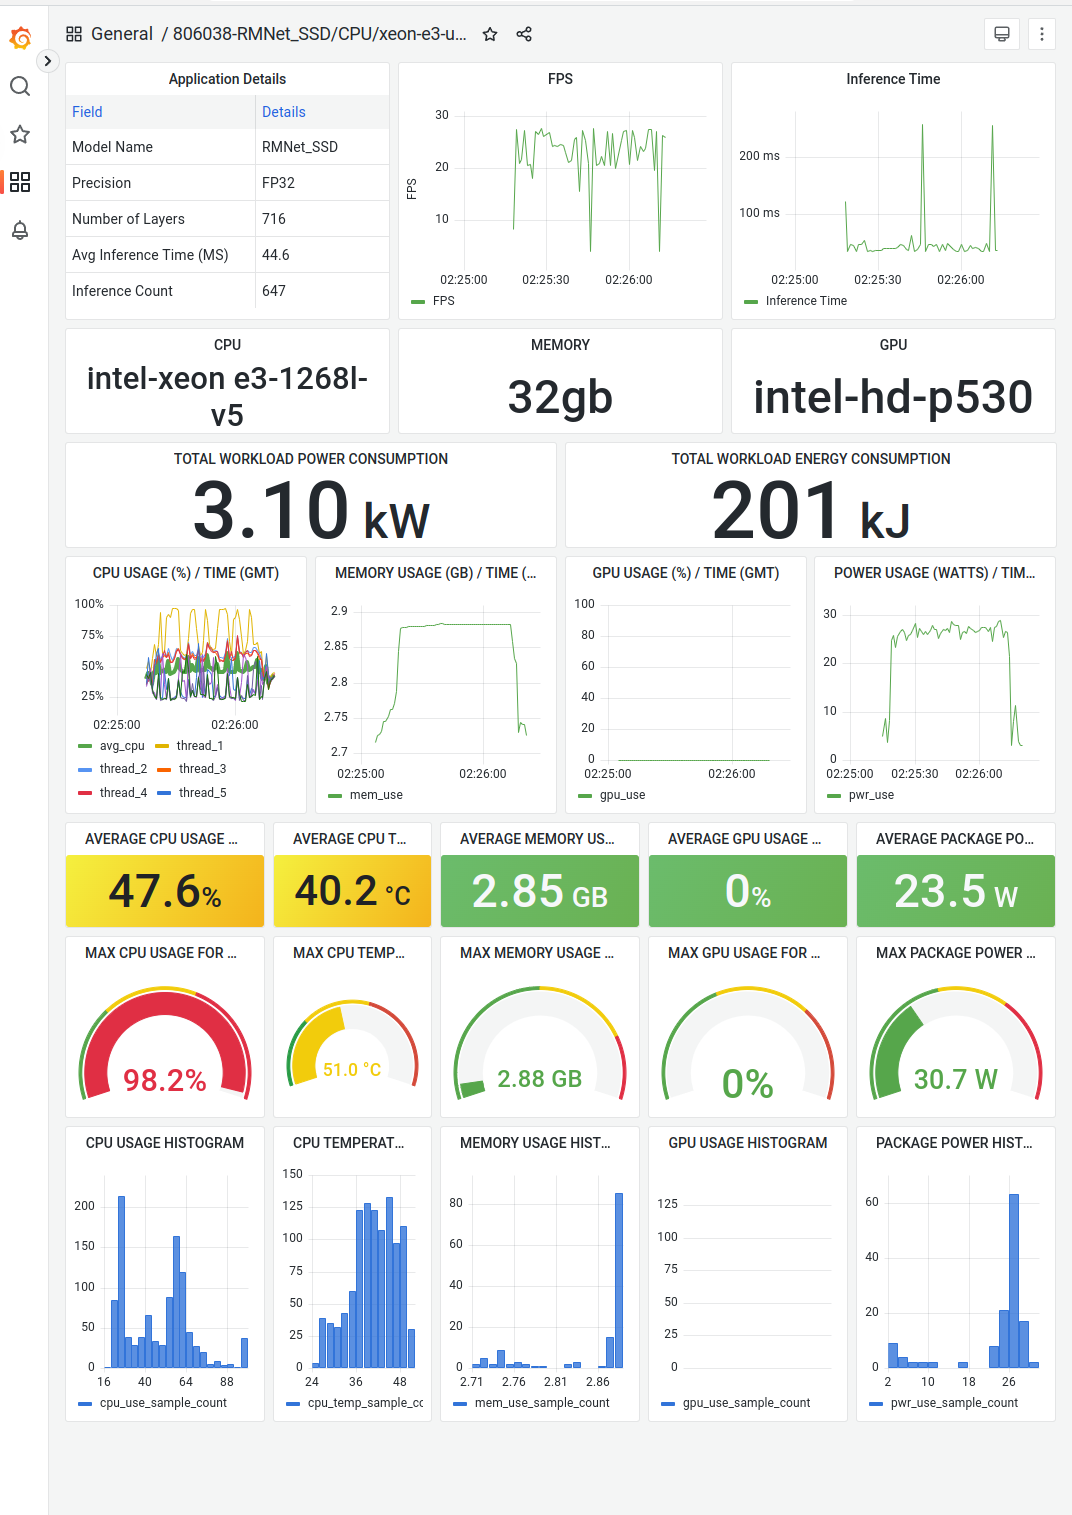 General / 806038-RMNet_SSD/CPU/xeon-e3-u...
Application Details
Field Details
Model Name RMNet_SSD
Precision FP32
Number of Layers 716
Avg Inference Time (MS) 44.6
Inference Count 647
FPS
30
20
10
FPS
02:25:00 02:25:30 02:26:00
FPS
Inference Time
200 ms
100 ms
02:25:00 02:25:30 02:26:00
Inference Time
CPU
intel-xeon e3-1268l-
v5
MEMORY
32gb
GPU
intel-hd-p530
TOTAL WORKLOAD POWER CONSUMPTION
3.10 kW
TOTAL WORKLOAD ENERGY CONSUMPTION
201 kJ
CPU USAGE (%) / TIME (GMT)
100%
75%
50%
25%
02:25:00 02:26:00
avg_cpu thread_1
thread_2 thread_3
thread_4 thread_5
MEMORY USAGE (GB) / TIME (...
2.9
2.85
2.8
2.75
2.7
02:25:00 02:26:00
mem_use
GPU USAGE (%) / TIME (GMT)
100
80
60
40
20
0
02:25:00 02:26:00
gpu_use
POWER USAGE (WATTS) / TIM...
30
20
10
0
02:25:00 02:25:30 02:26:00
pwr_use
AVERAGE CPU USAGE ...
47.6%
AVERAGE CPU T...
40.2 °C
AVERAGE MEMORY US...
2.85 GB
AVERAGE GPU USAGE ...
0%
AVERAGE PACKAGE PO...
23.5 W
MAX CPU USAGE FOR ...
98.2%
MAX CPU TEMP...
51.0 °C
MAX MEMORY USAGE ...
2.88 GB
MAX GPU USAGE FOR ...
0%
MAX PACKAGE POWER ...
30.7 W
CPU USAGE HISTOGRAM
200
150
100
50
0
16 40 64 88
cpu_use_sample_count
CPU TEMPERAT...
150
125
100
75
50
25
0
24 36 48
cpu_temp_sample_cc
MEMORY USAGE HIST...
80
60
40
20
0
2.71 2.76 2.81 2.86
mem_use_sample_count
GPU USAGE HISTOGRAM
125
100
75
50
25
0
gpu_use_sample_count
PACKAGE POWER HIST...
60
40
20
0
2 10 18 26
pwr_use_sample_count